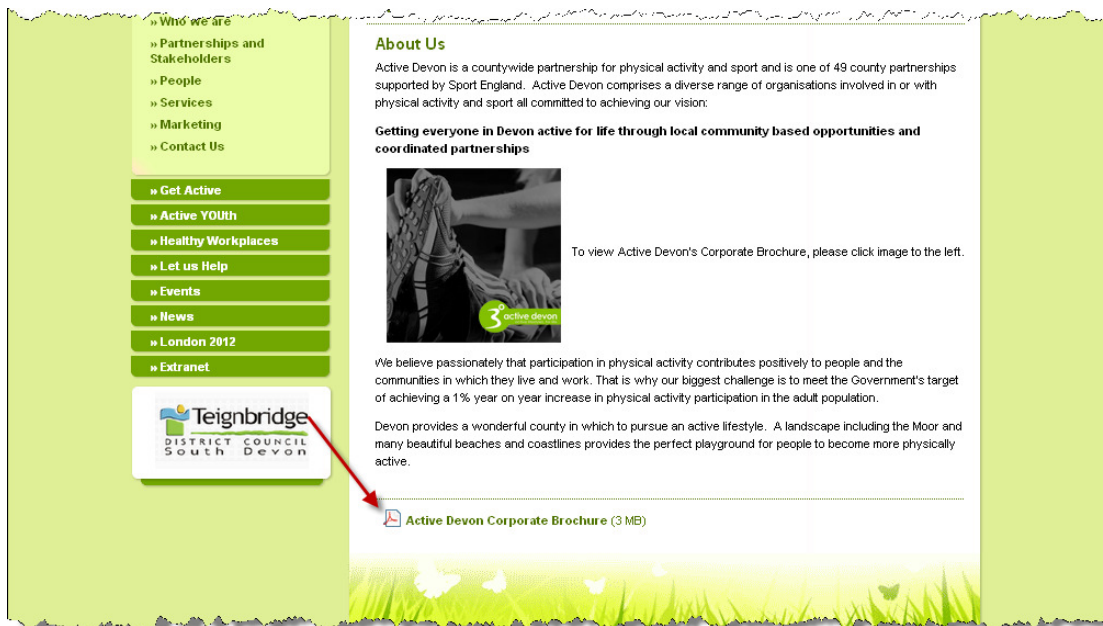 » Who we are
» Partnerships and
Stakeholders
» People
» Services
» Marketing
» Contact Us
» Get Active
» Active YOUth
» Healthy Workplaces
» Let us Help
» Events
» News
» London 2012
» Extranet
Teignbridge
DISTRICT COUNCIL
South Devon
About Us
Active Devon is a countywide partnership for physical activity and sport and is one of 49 county partnerships
supported by Sport England. Active Devon comprises a diverse range of organisations involved in or with
physical activity and sport all committed to achieving our vision:
Getting everyone in Devon active for life through local community based opportunities and
coordinated partnerships
active devon
To view Active Devon's Corporate Brochure, please click image to the left.
We believe passionately that participation in physical activity contributes positively to people and the
communities in which they live and work. That is why our biggest challenge is to meet the Government's target
of achieving a 1% year on year increase in physical activity participation in the adult population.
Devon provides a wonderful county in which to pursue an active lifestyle. A landscape including the Moor and
many beautiful beaches and coastlines provides the perfect playground for people to become more physically
active.
Active Devon Corporate Brochure (3 MB)